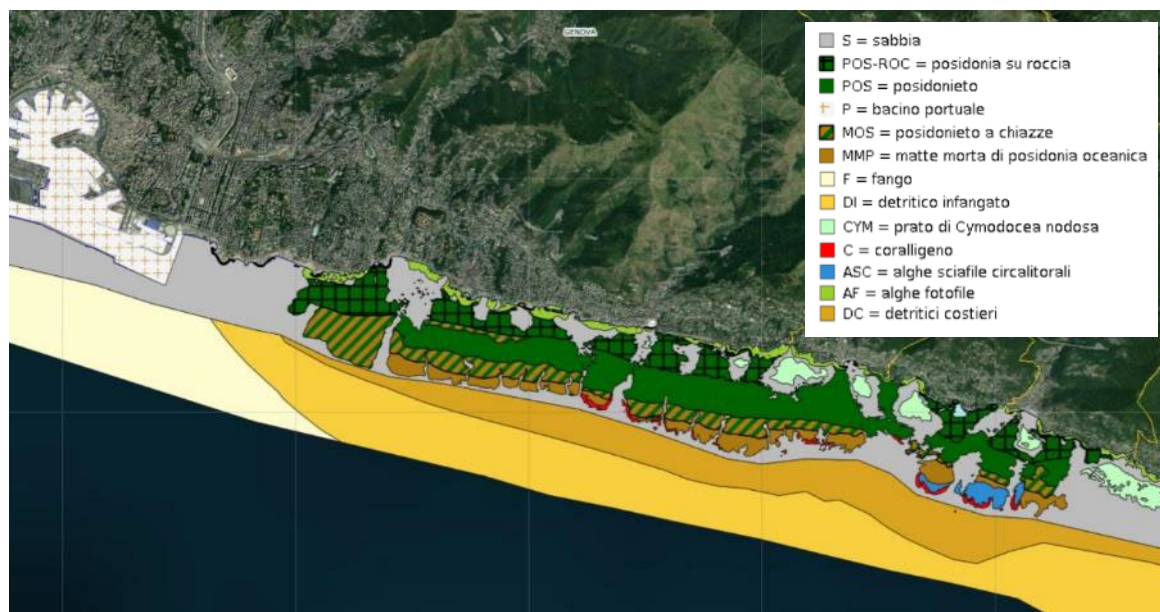 GENOVA
S = sabbia
POS-ROC = posidonia su roccia
POS = posidonieto
P = bacino portuale
MOS = posidonieto a chiazze
MMP = matte morta di posidonia oceanica
F = fango
DI = detritico infangato
CYM = prato di Cymodocea nodosa
C = coralligeno
ASC = alghe sciafile circalitorali
AF = alghe fotofile
DC = detritici costieri